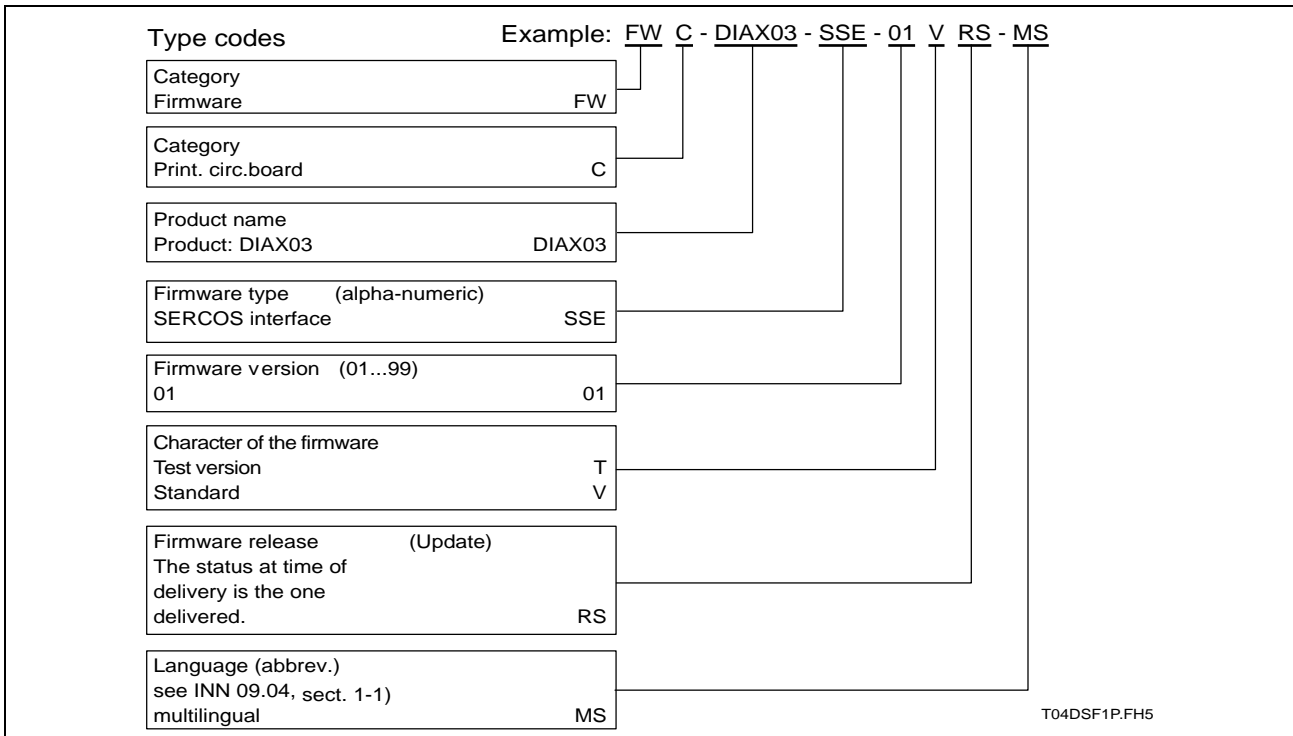 Type codes Example: FW C - DIAX03 - SSE - 01 V RS - MS
Category
Firmware FW
Category
Print. circ.board C
Product name
Product: DIAX03 DIAX03
Firmware type (alpha-numeric)
SERCOS interface SSE
Firmware version (01...99)
01 01
Character of the firmware
Test version T
Standard V
Firmware release (Update)
The status at time of
delivery is the one
delivered. RS
Language (abbrev.)
see INN 09.04, sect. 1-1)
multilingual MS
T04DSF1P.FH5